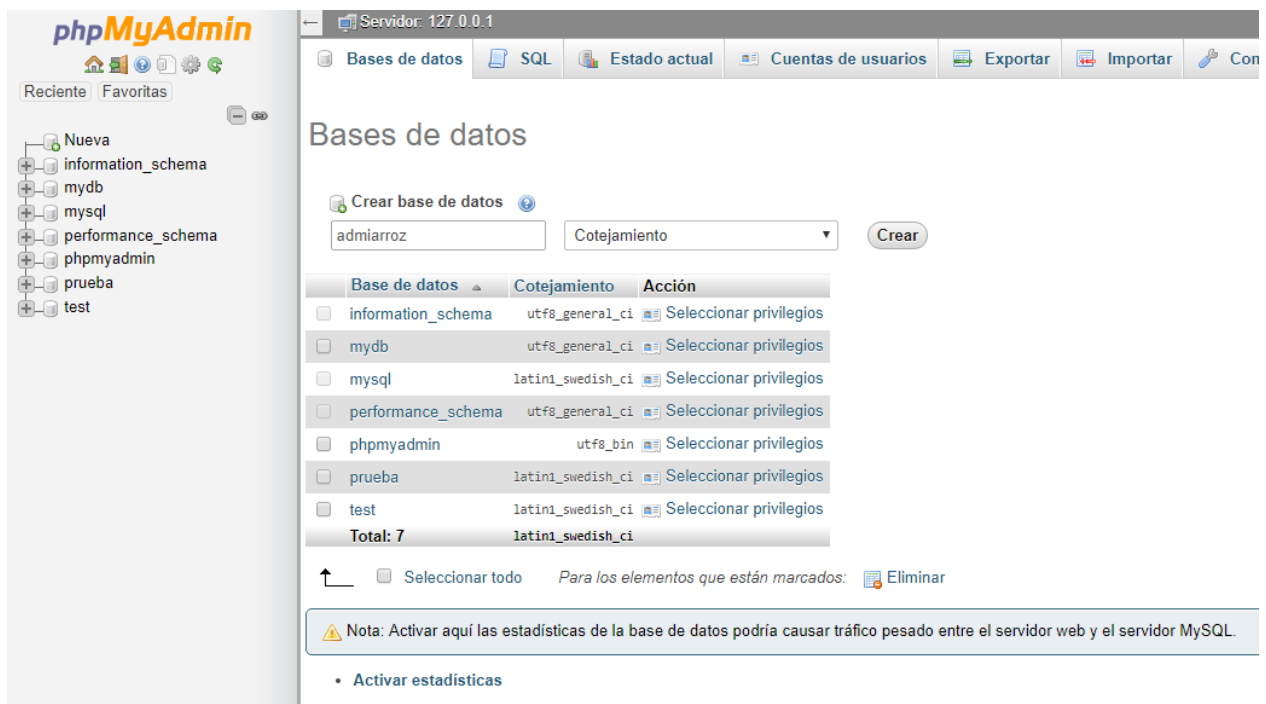 phpMyAdmin
Reciente Favoritas
Nueva
information_schema
mydb
mysql
performance_schema
phpmyadmin
prueba
test
Servidor: 127.0.0.1
Bases de datos SQL Estado actual Cuentas de usuarios Exportar Importar Con
Bases de datos
Crear base de datos
admiarroz Cotejamiento Crear
Base de datos Cotejamiento Acción
information_schema utf8_general_ci Seleccionar privilegios
mydb utf8_general_ci Seleccionar privilegios
mysql latin1_swedish_ci Seleccionar privilegios
performance_schema utf8_general_ci Seleccionar privilegios
phpmyadmin utf8_bin Seleccionar privilegios
prueba latin1_swedish_ci Seleccionar privilegios
test latin1_swedish_ci Seleccionar privilegios
Total: 7 latin1_swedish_ci
Seleccionar todo Para los elementos que están marcados: Eliminar
Nota: Activar aquí las estadísticas de la base de datos podría causar tráfico pesado entre el servidor web y el servidor MySQL.
• Activar estadísticas